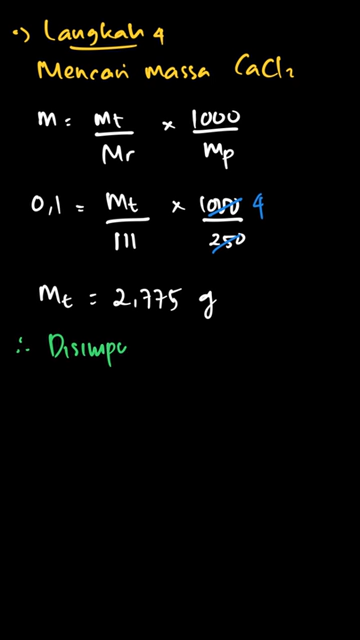 •) Langkah 4
Mencari massa CaCl₂
m = Mt/Mr × 1000/Mp
0,1 = Mt/111 × 1000/250 4
Mt = 2,775 g
∴ Disimpo